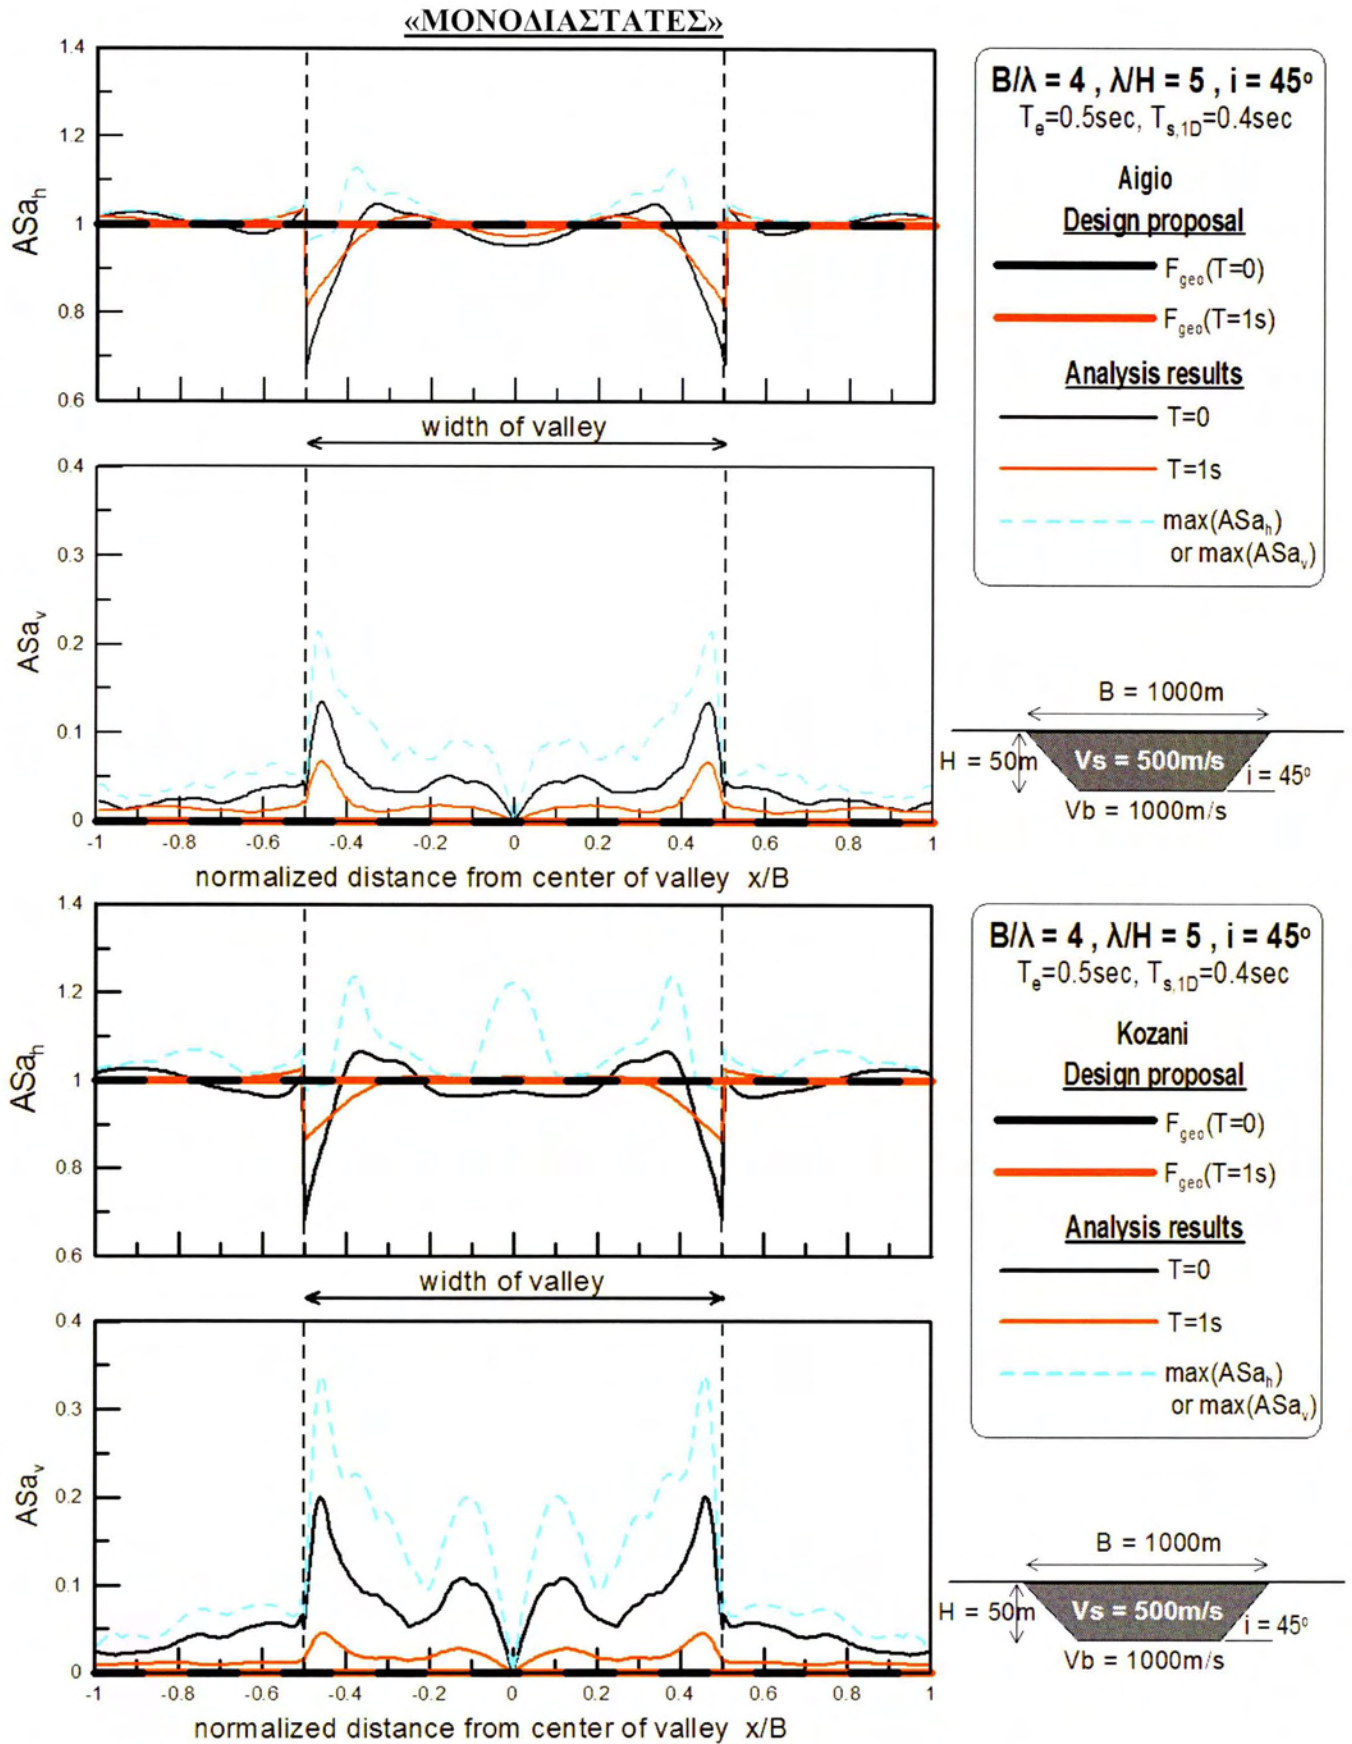 «ΜΟΝΟΔΙΑΣΤΑΤΕΣ»
1.4
1.2
1
0.8
0.6
ASa_h
width of valley
0.4
0.3
0.2
0.1
0
ASa_v
-1 -0.8 -0.6 -0.4 -0.2 0 0.2 0.4 0.6 0.8 1
normalized distance from center of valley x/B
B/λ = 4 , λ/H = 5 , i = 45º
T_e=0.5sec, T_s,1D=0.4sec
Aigio
Design proposal
F_geo(T=0)
F_geo(T=1s)
Analysis results
T=0
T=1s
max(ASa_h)
or max(ASa_v)
B = 1000m
H = 50m
Vs = 500m/s
i = 45º
Vb = 1000m/s
1.4
1.2
1
0.8
0.6
ASa_h
width of valley
0.4
0.3
0.2
0.1
0
ASa_v
-1 -0.8 -0.6 -0.4 -0.2 0 0.2 0.4 0.6 0.8 1
normalized distance from center of valley x/B
B/λ = 4 , λ/H = 5 , i = 45º
T_e=0.5sec, T_s,1D=0.4sec
Kozani
Design proposal
F_geo(T=0)
F_geo(T=1s)
Analysis results
T=0
T=1s
max(ASa_h)
or max(ASa_v)
B = 1000m
H = 50m
Vs = 500m/s
i = 45º
Vb = 1000m/s